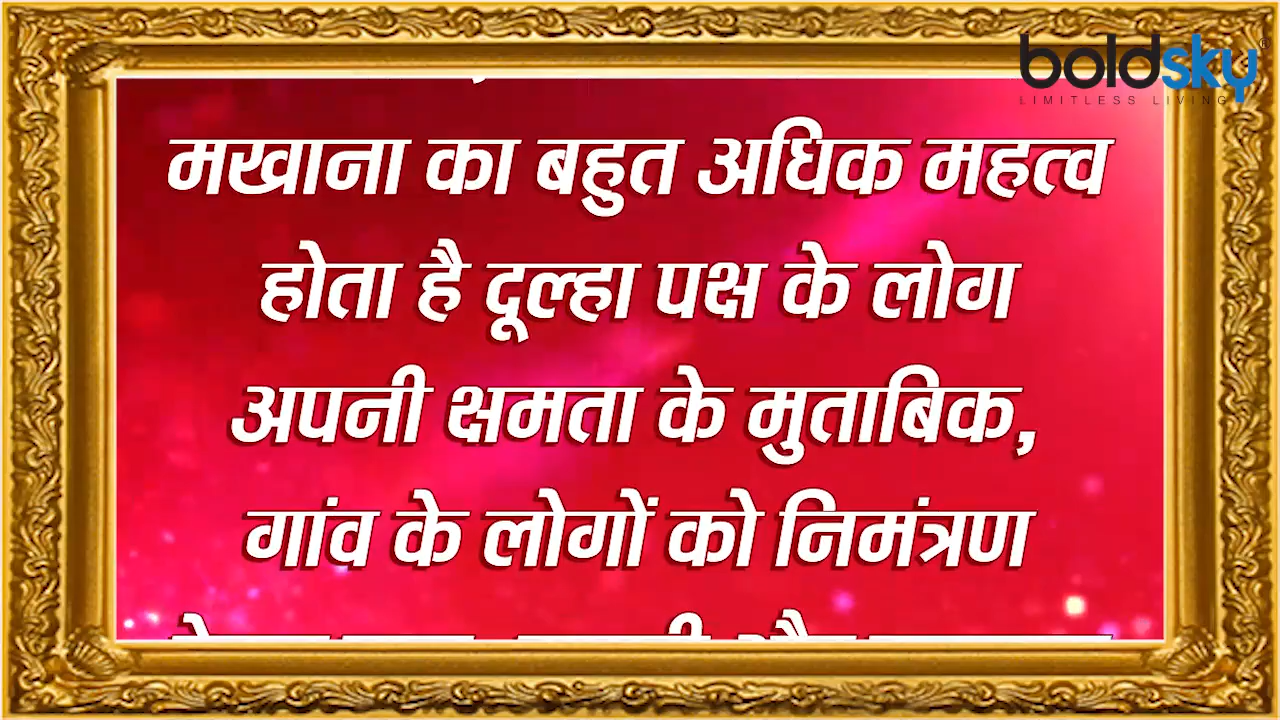 boldsky
LIMITLESS LIVING
मखाना का बहुत अधिक महत्व
होता है दूल्हा पक्ष के लोग
अपनी क्षमता के मुताबिक,
गांव के लोगों को निमंत्रण